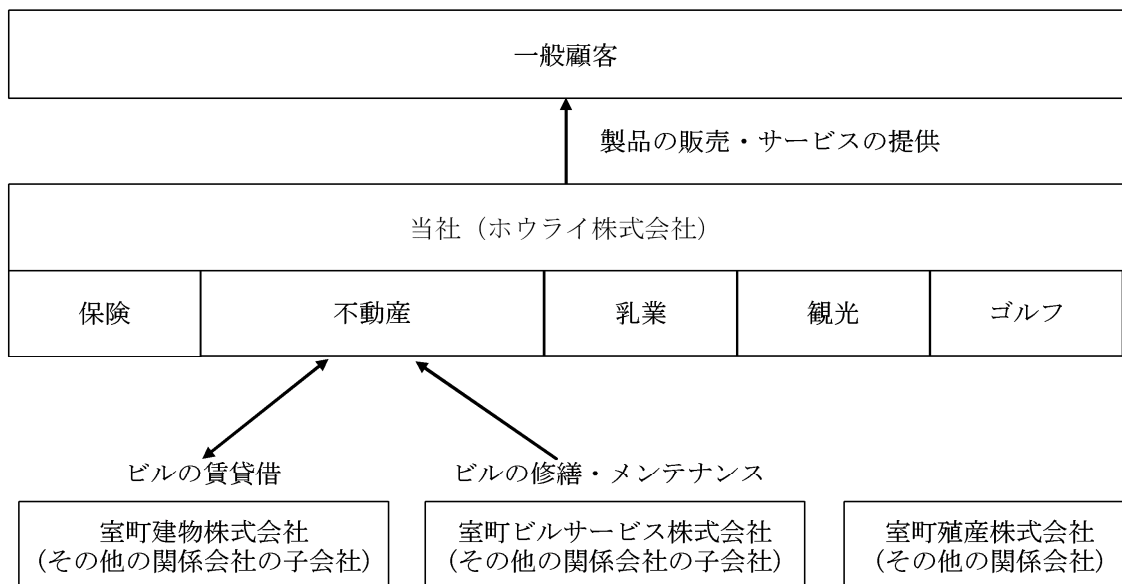 一般顧客
製品の販売・サービスの提供
当社（ホウライ株式会社）
保険
不動産
乳業
観光
ゴルフ
ビルの賃貸借
ビルの修繕・メンテナンス
室町建物株式会社
（その他の関係会社の子会社）
室町ビルサービス株式会社
（その他の関係会社の子会社）
室町殖産株式会社
（その他の関係会社）